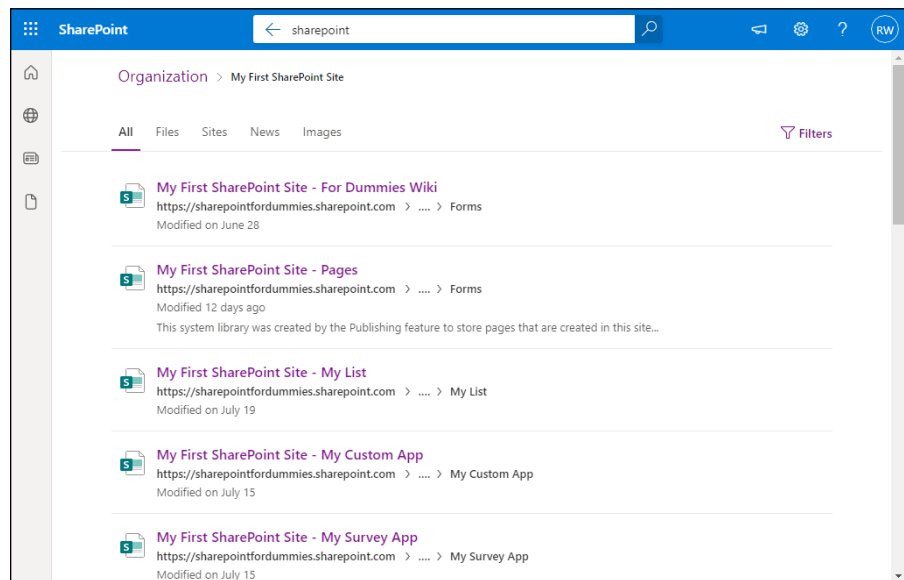 SharePoint
sharepoint
?
RW
Organization > My First SharePoint Site
All Files Sites News Images
Filters
S
My First SharePoint Site - For Dummies Wiki
https://sharepointfordummies.sharepoint.com > .... > Forms
Modified on June 28
S
My First SharePoint Site - Pages
https://sharepointfordummies.sharepoint.com > .... > Forms
Modified 12 days ago
This system library was created by the Publishing feature to store pages that are created in this site...
S
My First SharePoint Site - My List
https://sharepointfordummies.sharepoint.com > .... > My List
Modified on July 19
S
My First SharePoint Site - My Custom App
https://sharepointfordummies.sharepoint.com > .... > My Custom App
Modified on July 15
S
My First SharePoint Site - My Survey App
https://sharepointfordummies.sharepoint.com > .... > My Survey App
Modified on July 15